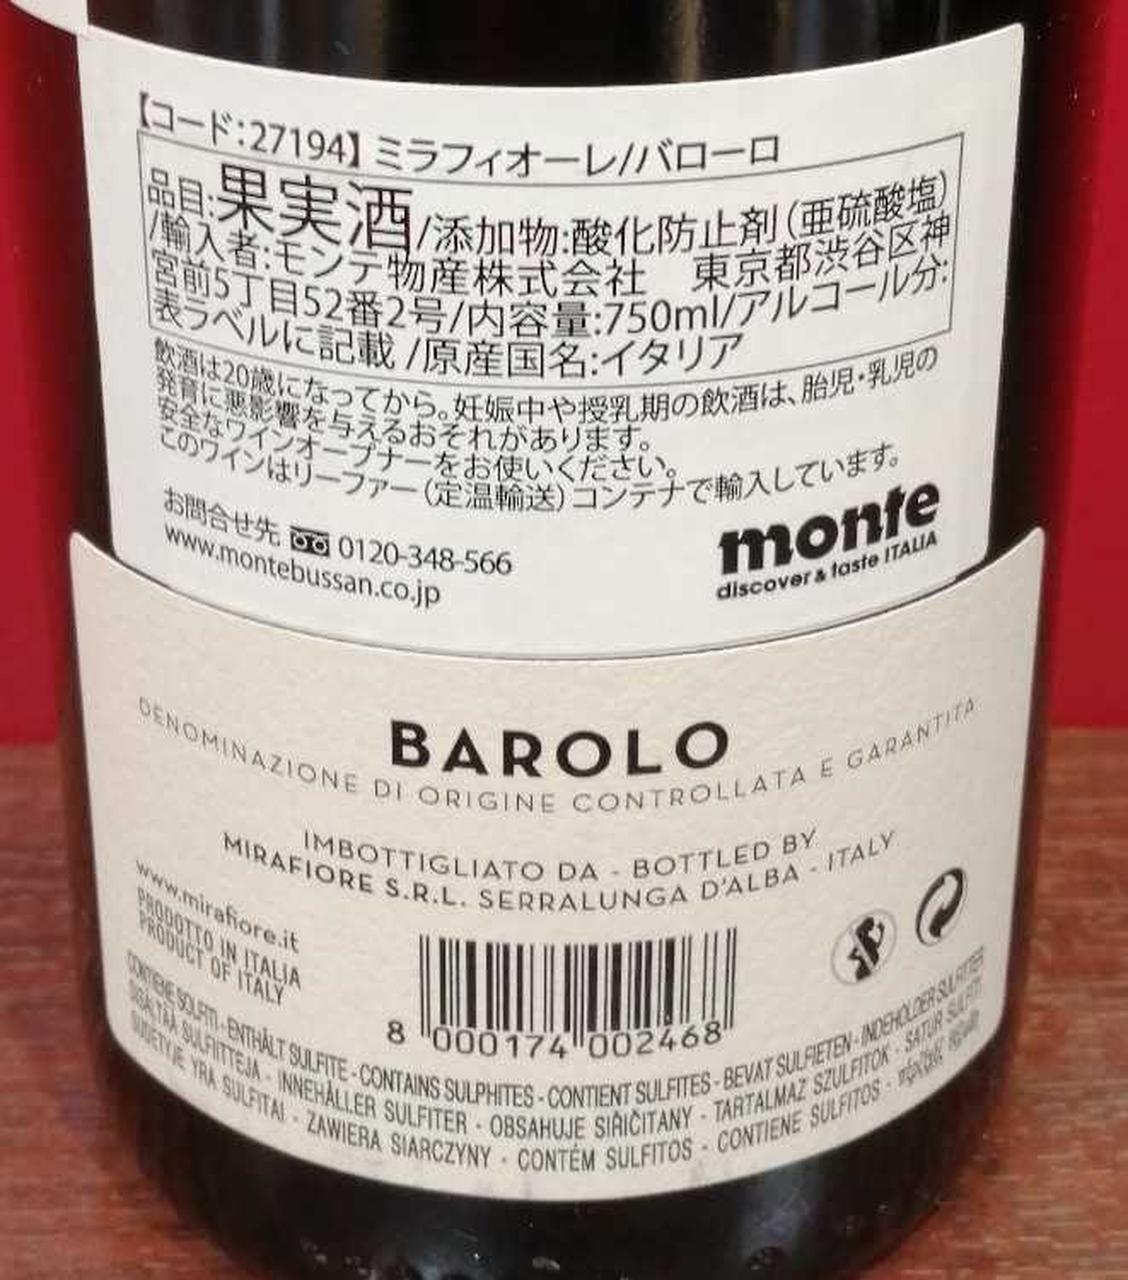 【コード:27194】ミラフィオーレ//バローロ
品目:果実酒/添加物:酸化防止剤(亜硫酸塩)
/輸入者:モンテ物産株式会社 東京都渋谷区神
宮前5丁目52番2号/内容量:750ml/アルコール分:
表ラベルに記載/原産国名:イタリア
飲酒は20歳になってから。妊娠中や授乳期の飲酒は、胎児・乳児の
発育に悪影響を与えるおそれがあります。
安全なワインオープナーをお使いください。
このワインはリーファー(定温輸送)コンテナで輸入しています。
お問合せ先 0120-348-566
www.montebussan.co.jp
monte
discover & taste ITALIA
BAROLO
DENOMINAZIONE DI ORIGINE CONTROLLATA E GARANTITA
IMBOTTIGLIATO DA - BOTTLED BY
MIRAFIORE S.R.L. SERRALUNGA D'ALBA - ITALY
www.mirafiore.it
PRODOTTO IN ITALIA
PRODUCT OF ITALY
8 000174 002468
CONTIENE SOLFITI - ENTHÄLT SULFITE - CONTAINS SULPHITES - CONTIENT SULFITES - BEVAT SULFIETEN - INDEHOLDER SULFITTER
SISÄLTÄÄ SULFIITTEJA - INNEHÅLLER SULFITER - OBSAHUJE SIŘIČITANY - TARTALMAZ SZULFITOK - SATUR SULFITI
SUDETYJE YRA SULFITAI - ZAWIERA SIARCZYNY - CONTÉM SULFITOS - CONTIENE SULFITOS -